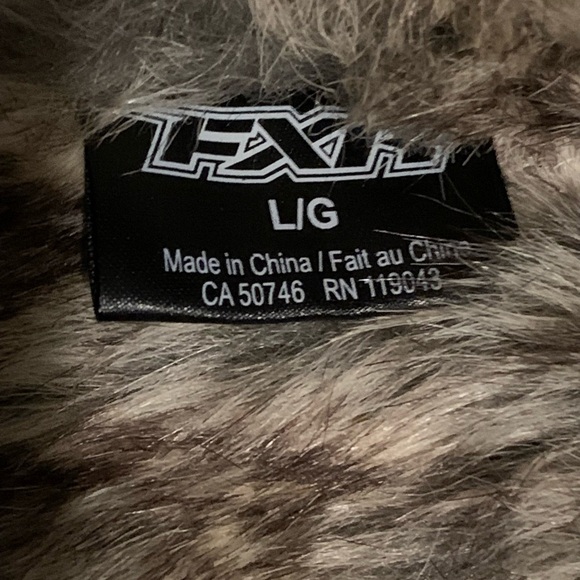 FXR
L/G
Made in China / Fait au Chine
CA 50746 RN 119043